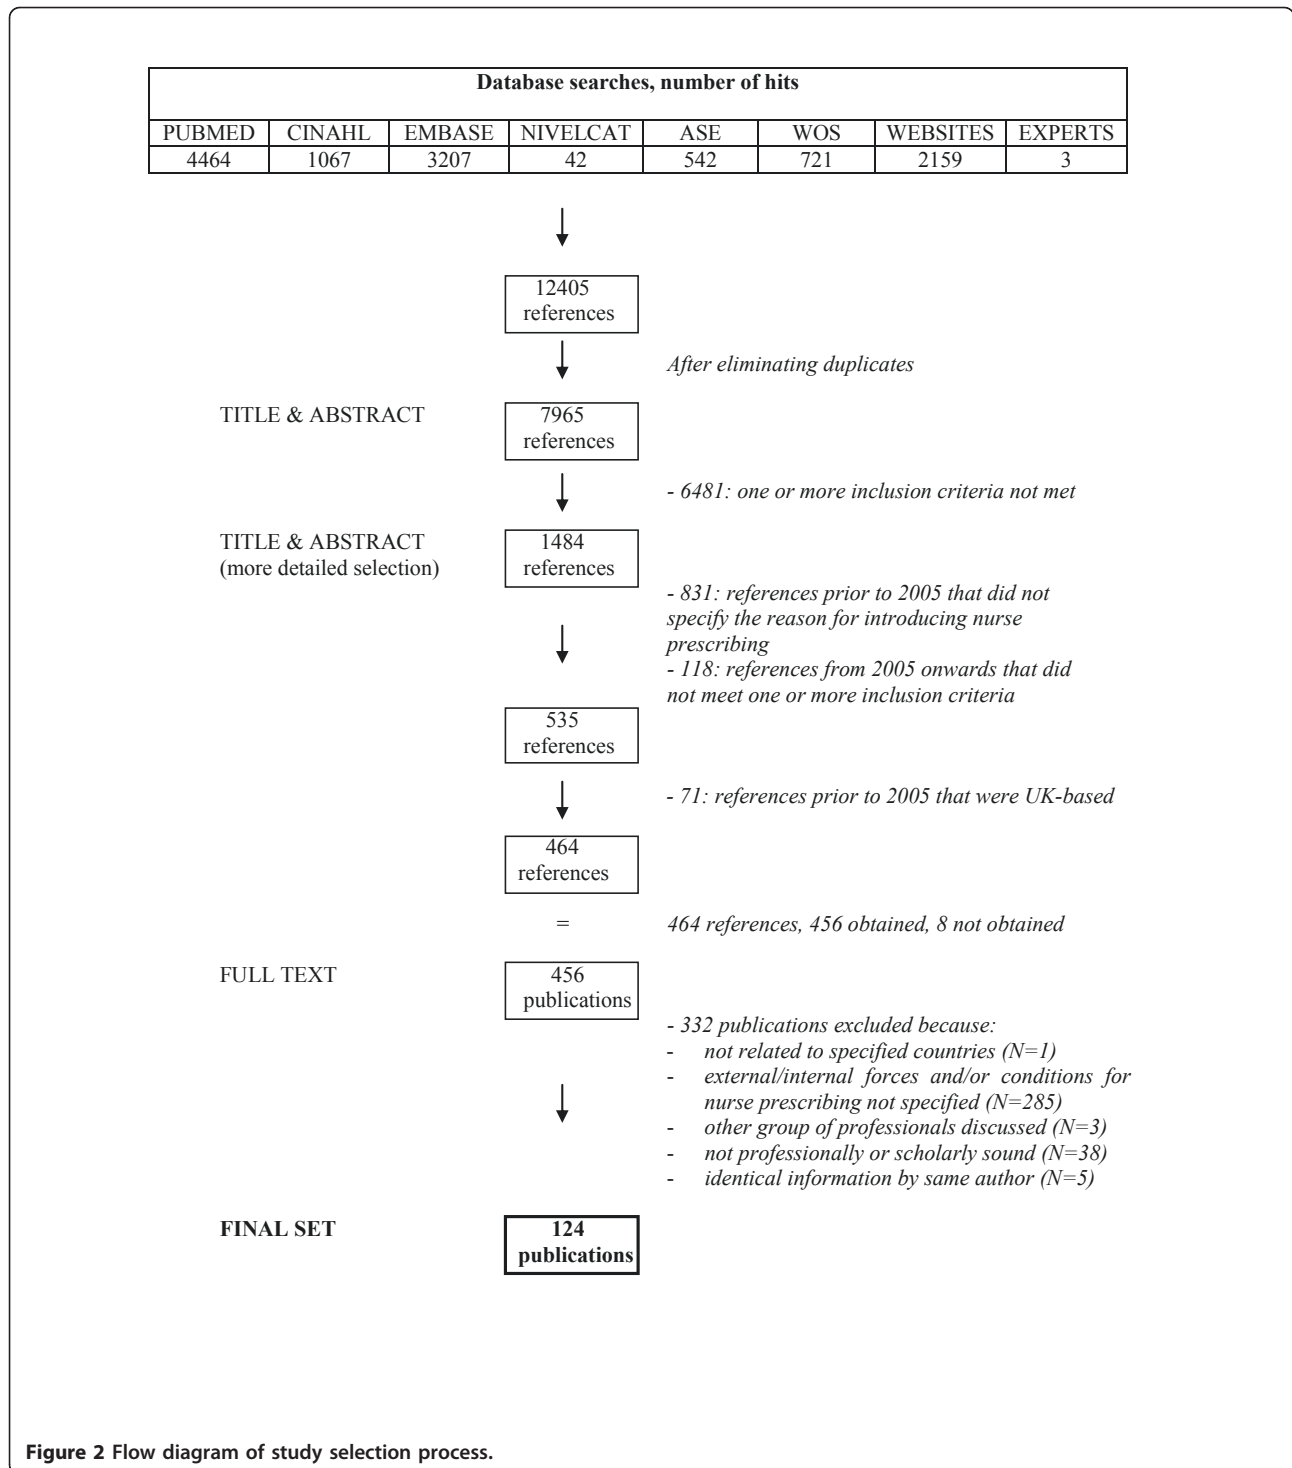 Database searches, number of hits
PUBMED CINAHL EMBASE NIVELCAT ASE WOS WEBSITES EXPERTS
4464 1067 3207 42 542 721 2159 3
12405
references
After eliminating duplicates
TITLE & ABSTRACT
7965
references
- 6481: one or more inclusion criteria not met
TITLE & ABSTRACT
(more detailed selection)
1484
references
- 831: references prior to 2005 that did not
specify the reason for introducing nurse
prescribing
- 118: references from 2005 onwards that did
not meet one or more inclusion criteria
535
references
- 71: references prior to 2005 that were UK-based
464
references
=
464 references, 456 obtained, 8 not obtained
FULL TEXT
456
publications
- 332 publications excluded because:
- not related to specified countries (N=1)
- external/internal forces and/or conditions for
nurse prescribing not specified (N=285)
- other group of professionals discussed (N=3)
- not professionally or scholarly sound (N=38)
- identical information by same author (N=5)
FINAL SET
124
publications
Figure 2 Flow diagram of study selection process.